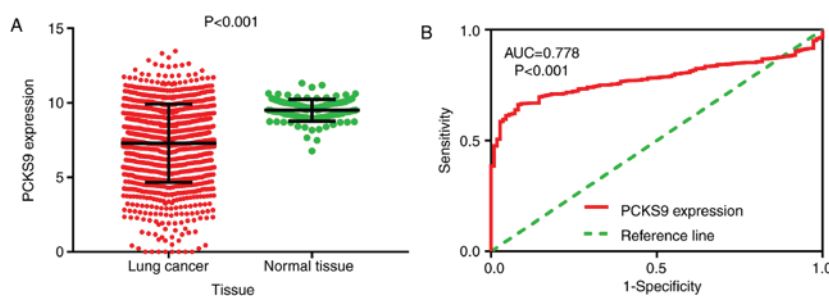 A
P<0.001
15
10
5
0
PCKS9 expression
Lung cancer
Normal tissue
Tissue
B
AUC=0.778
P<0.001
1.0
0.5
0.0
Sensitivity
PCKS9 expression
Reference line
0.0
0.5
1.0
1-Specificity